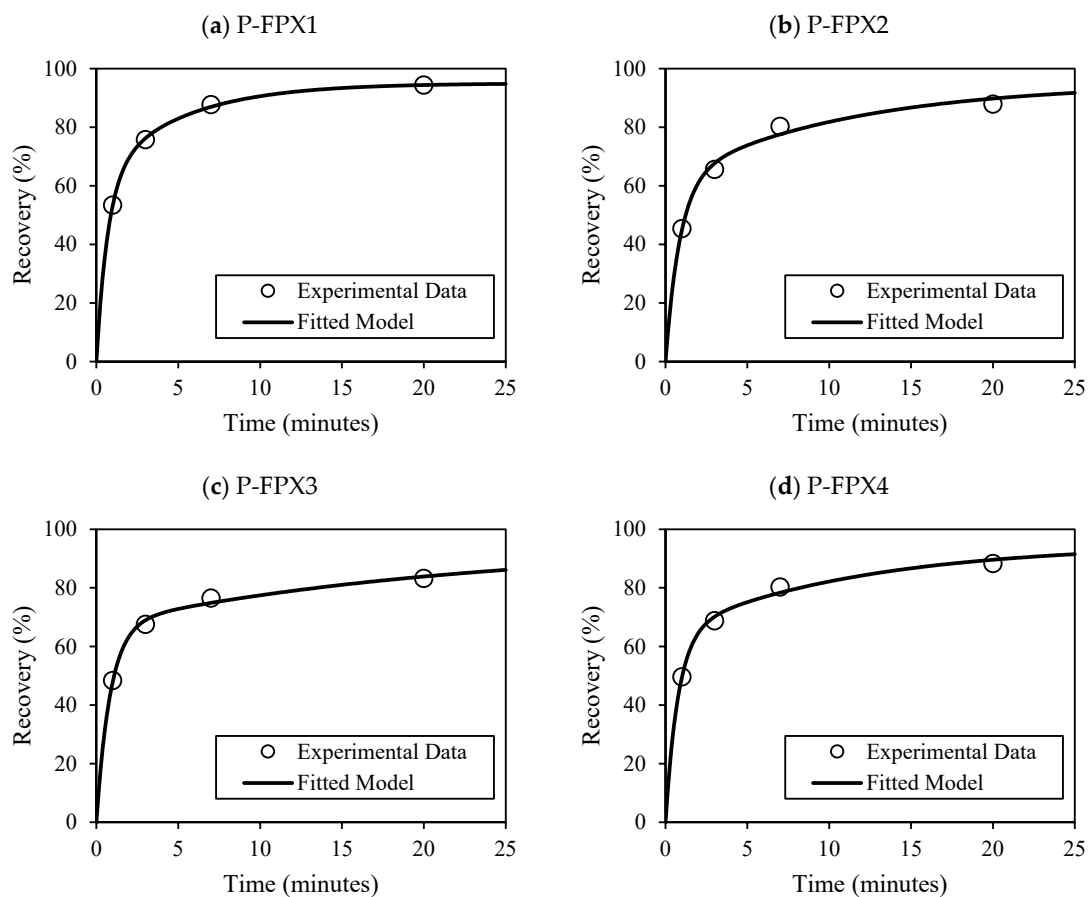 (a) P-FPX1
100
80
60
40
20
0
Recovery (%)
0 5 10 15 20 25
Time (minutes)
Experimental Data
Fitted Model
(b) P-FPX2
100
80
60
40
20
0
Recovery (%)
0 5 10 15 20 25
Time (minutes)
Experimental Data
Fitted Model
(c) P-FPX3
100
80
60
40
20
0
Recovery (%)
0 5 10 15 20 25
Time (minutes)
Experimental Data
Fitted Model
(d) P-FPX4
100
80
60
40
20
0
Recovery (%)
0 5 10 15 20 25
Time (minutes)
Experimental Data
Fitted Model